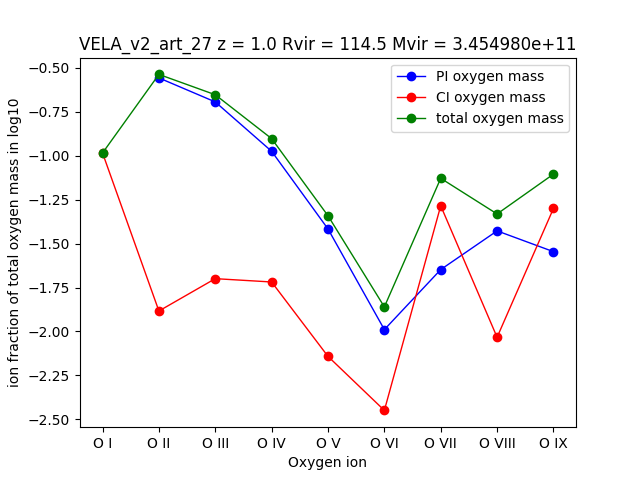 VELA_v2_art_27 z = 1.0 Rvir = 114.5 Mvir = 3.454980e+11
ion fraction of total oxygen mass in log10
−0.50
−0.75
−1.00
−1.25
−1.50
−1.75
−2.00
−2.25
−2.50
PI oxygen mass
CI oxygen mass
total oxygen mass
O I O II O III O IV O V O VI O VII O VIII O IX
Oxygen ion